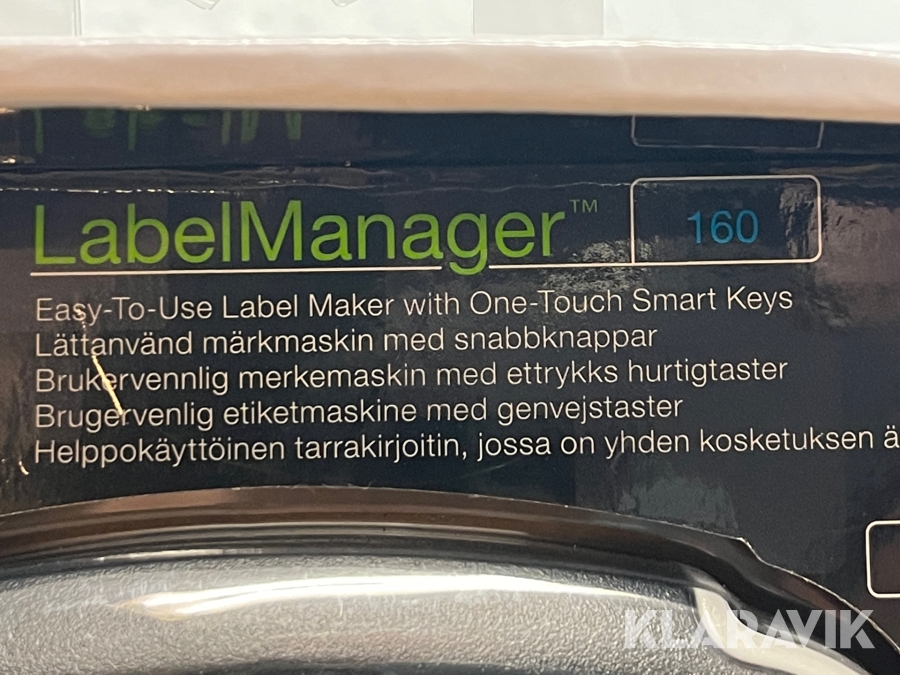 LabelManager™ 160
Easy-To-Use Label Maker with One-Touch Smart Keys
Lättanvänd märkmaskin med snabbknappar
Brukervennlig merkemaskin med ettrykks hurtigtaster
Brugervenlig etiketmaskine med genvejstaster
Helppokäyttöinen tarrakirjoitin, jossa on yhden kosketuksen ä
KLARAVIK